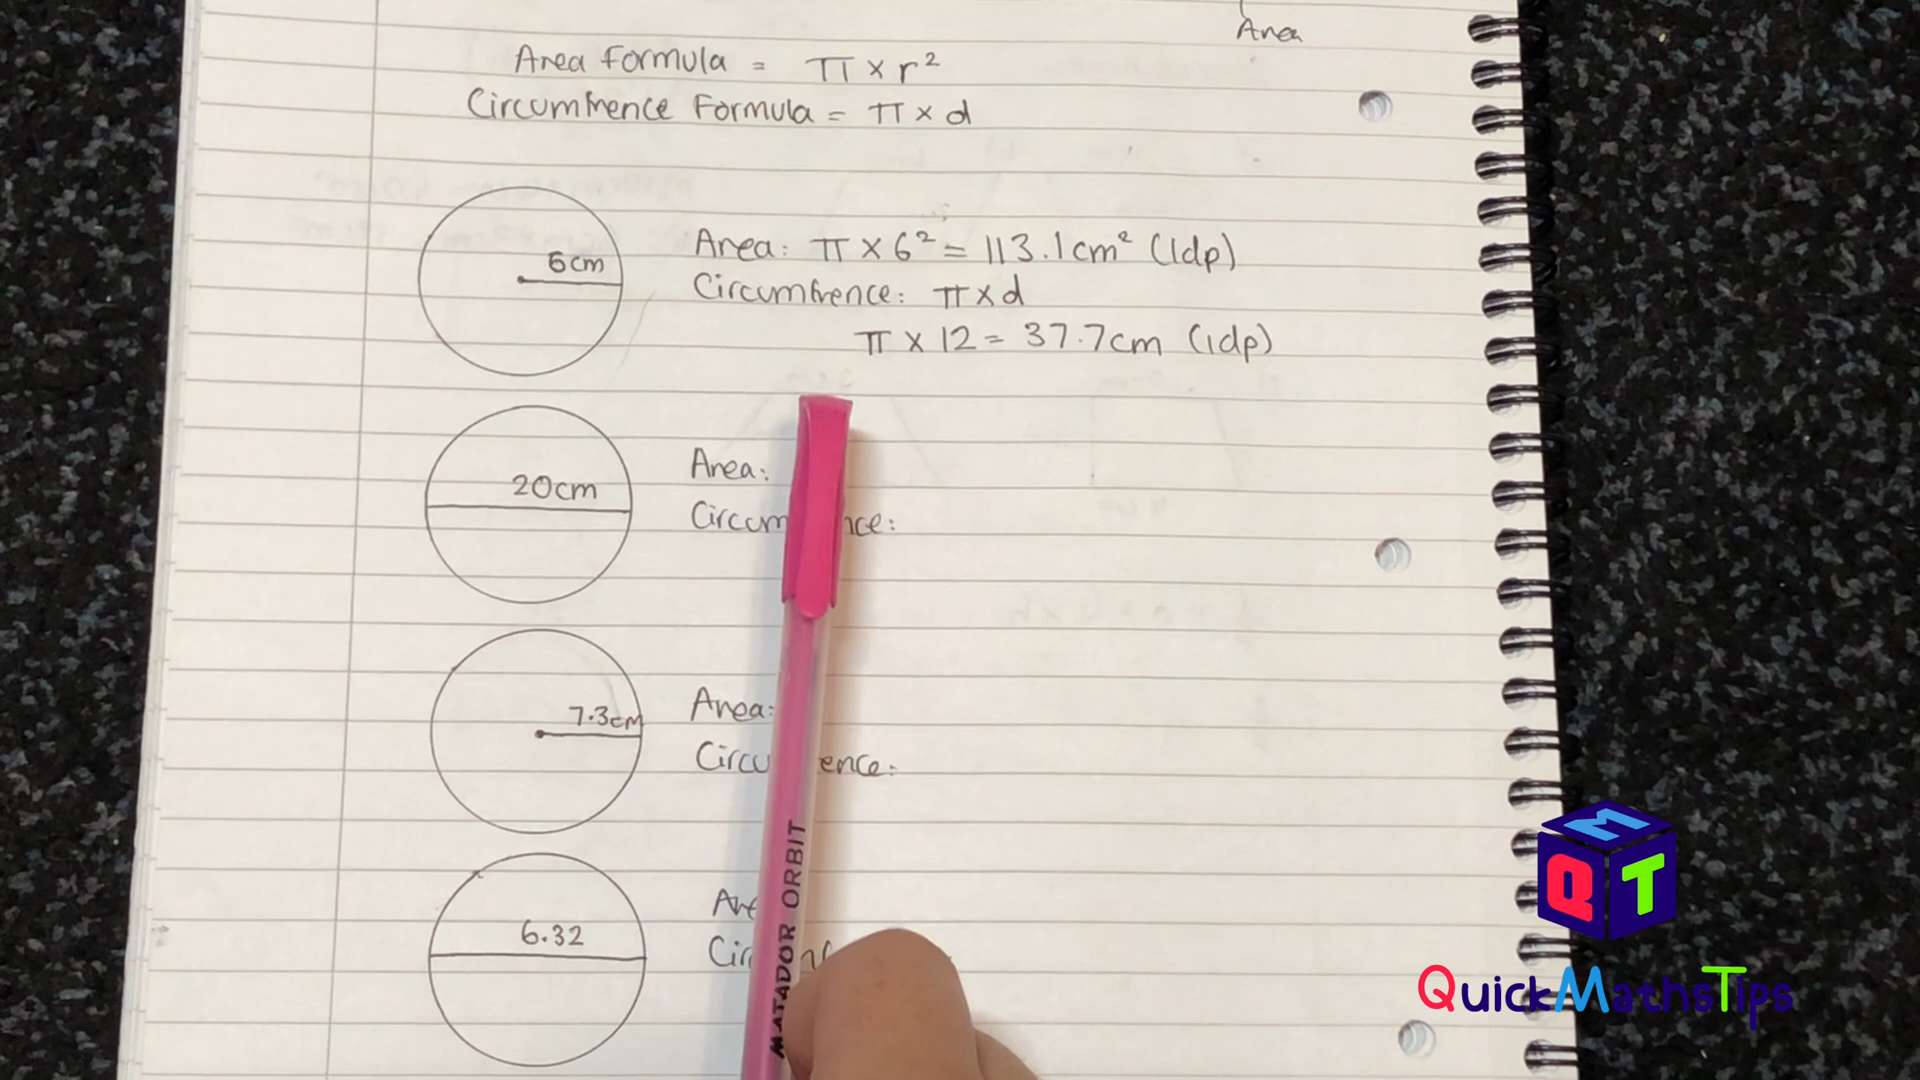 Area
Area Formula = π × r²
Circumfrence Formula = π × d
6cm
Area: π × 6² = 113.1cm² (1dp)
Circumfrence: π × d
π × 12 = 37.7cm (1dp)
20cm
Area:
7.3cm
Area:
6.32
MATADOR ORBIT
M
Q T
QuickMathsTips